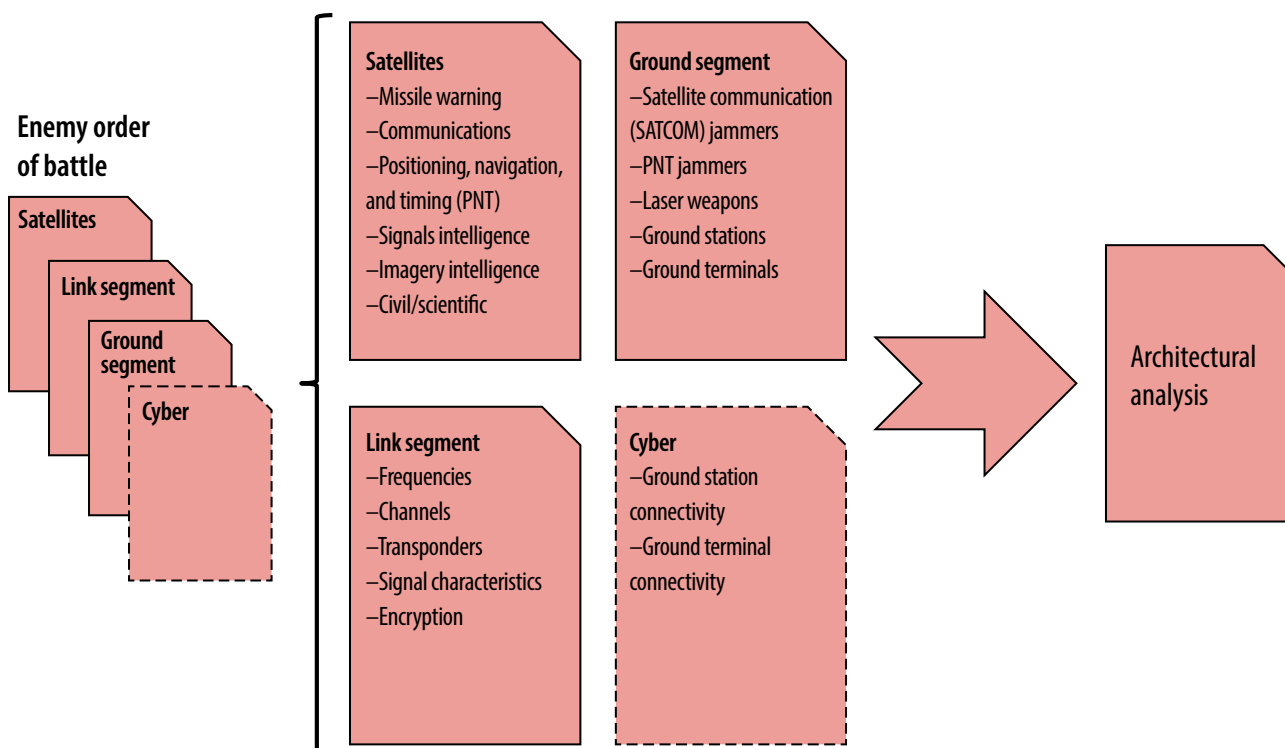 Enemy order
of battle
Satellites
Link segment
Ground
segment
Cyber
Satellites
–Missile warning
–Communications
–Positioning, navigation,
and timing (PNT)
–Signals intelligence
–Imagery intelligence
–Civil/scientific
Ground segment
–Satellite communication
(SATCOM) jammers
–PNT jammers
–Laser weapons
–Ground stations
–Ground terminals
Link segment
–Frequencies
–Channels
–Transponders
–Signal characteristics
–Encryption
Cyber
–Ground station
connectivity
–Ground terminal
connectivity
Architectural
analysis